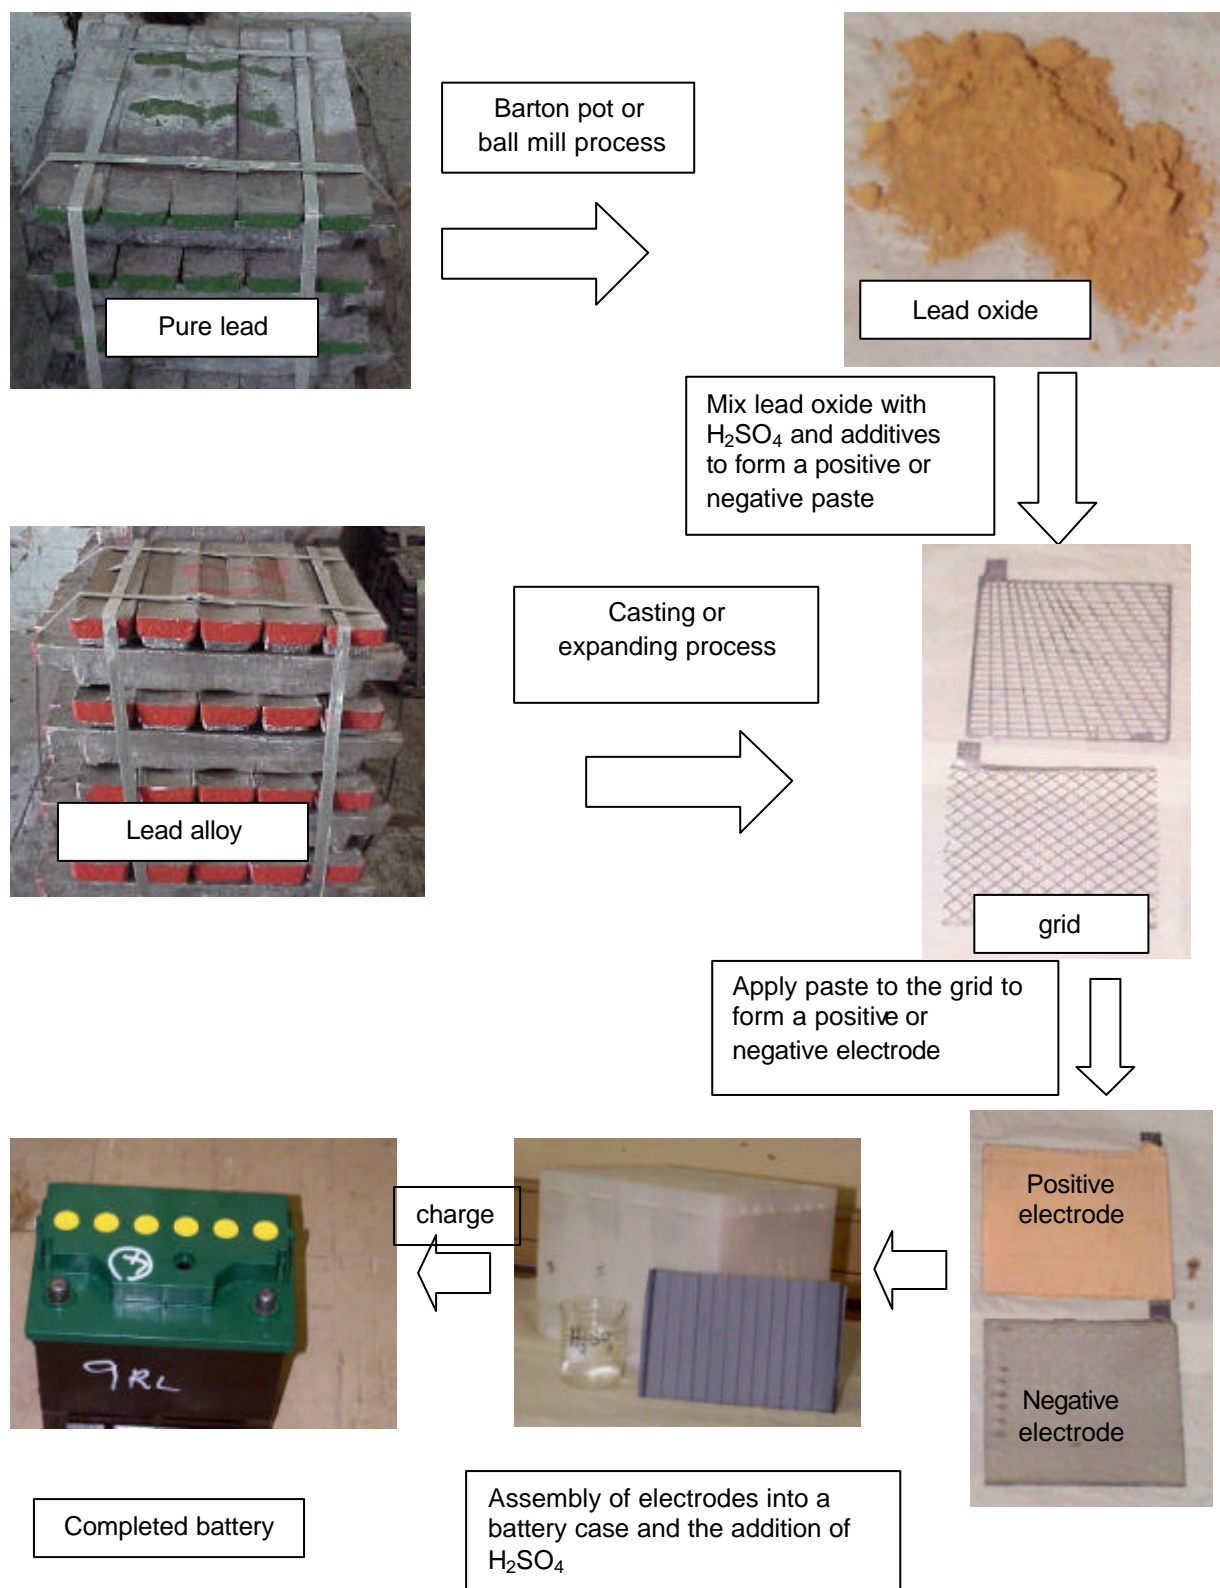 Barton pot or
ball mill process
Pure lead
Lead oxide
Mix lead oxide with
H₂SO₄ and additives
to form a positive or
negative paste
Casting or
expanding process
Lead alloy
grid
Apply paste to the grid to
form a positive or
negative electrode
Positive
electrode
Negative
electrode
charge
H₂SO₄
9RL
Completed battery
Assembly of electrodes into a
battery case and the addition of
H₂SO₄